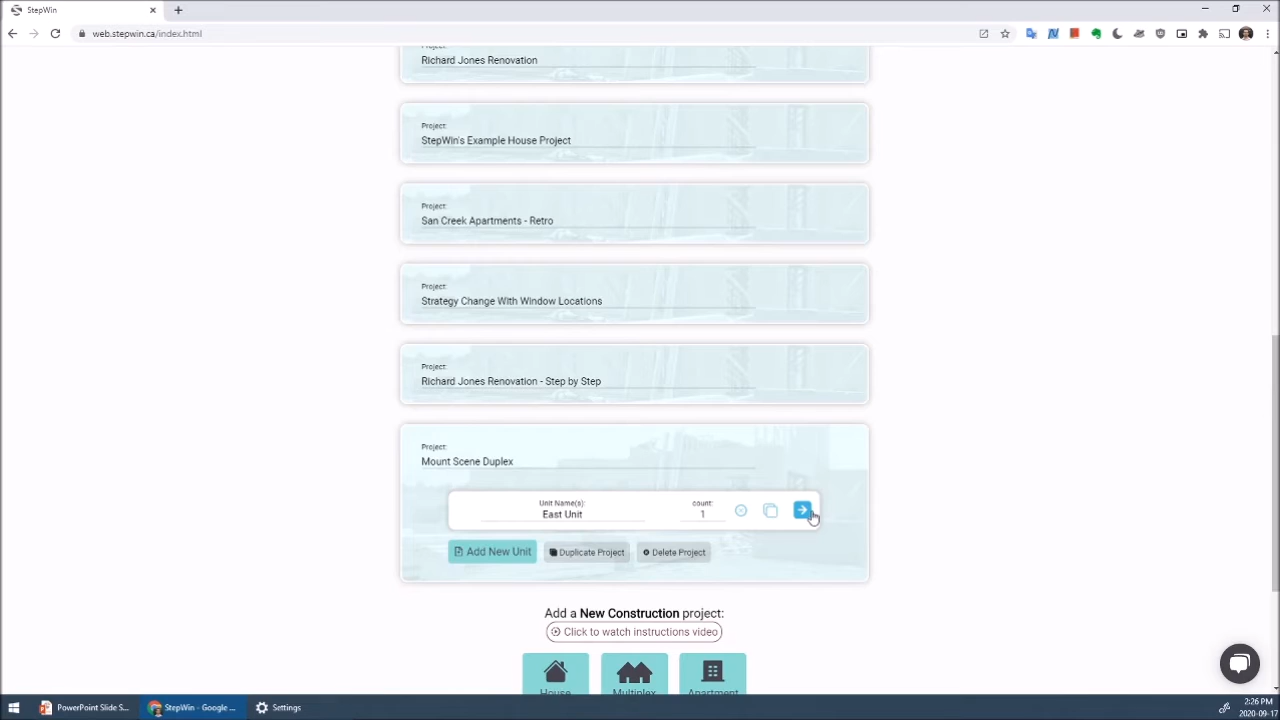 StepWin
web.stepwin.ca/index.html
Project:
Richard Jones Renovation
Project:
StepWin's Example House Project
Project:
San Creek Apartments - Retro
Project:
Strategy Change With Window Locations
Project:
Richard Jones Renovation - Step by Step
Project:
Mount Scene Duplex
Unit Name(s):
count:
East Unit
1
Add New Unit
Duplicate Project
Delete Project
Add a New Construction project:
Click to watch instructions video
House
Multiplex
Apartment
PowerPoint Slide S...
StepWin - Google ...
Settings
2:26 PM
2020-09-17